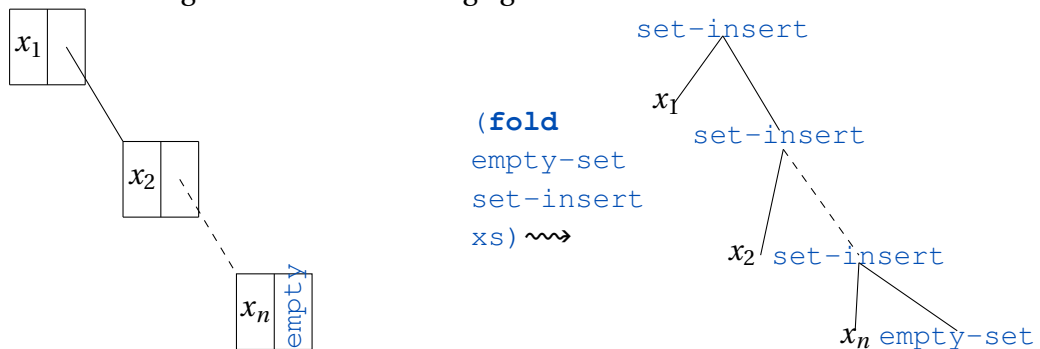 x1
x2
xn empty
(fold
empty-set
set-insert
xs) ⇝
set-insert
x1
set-insert
x2 set-insert
xn empty-set